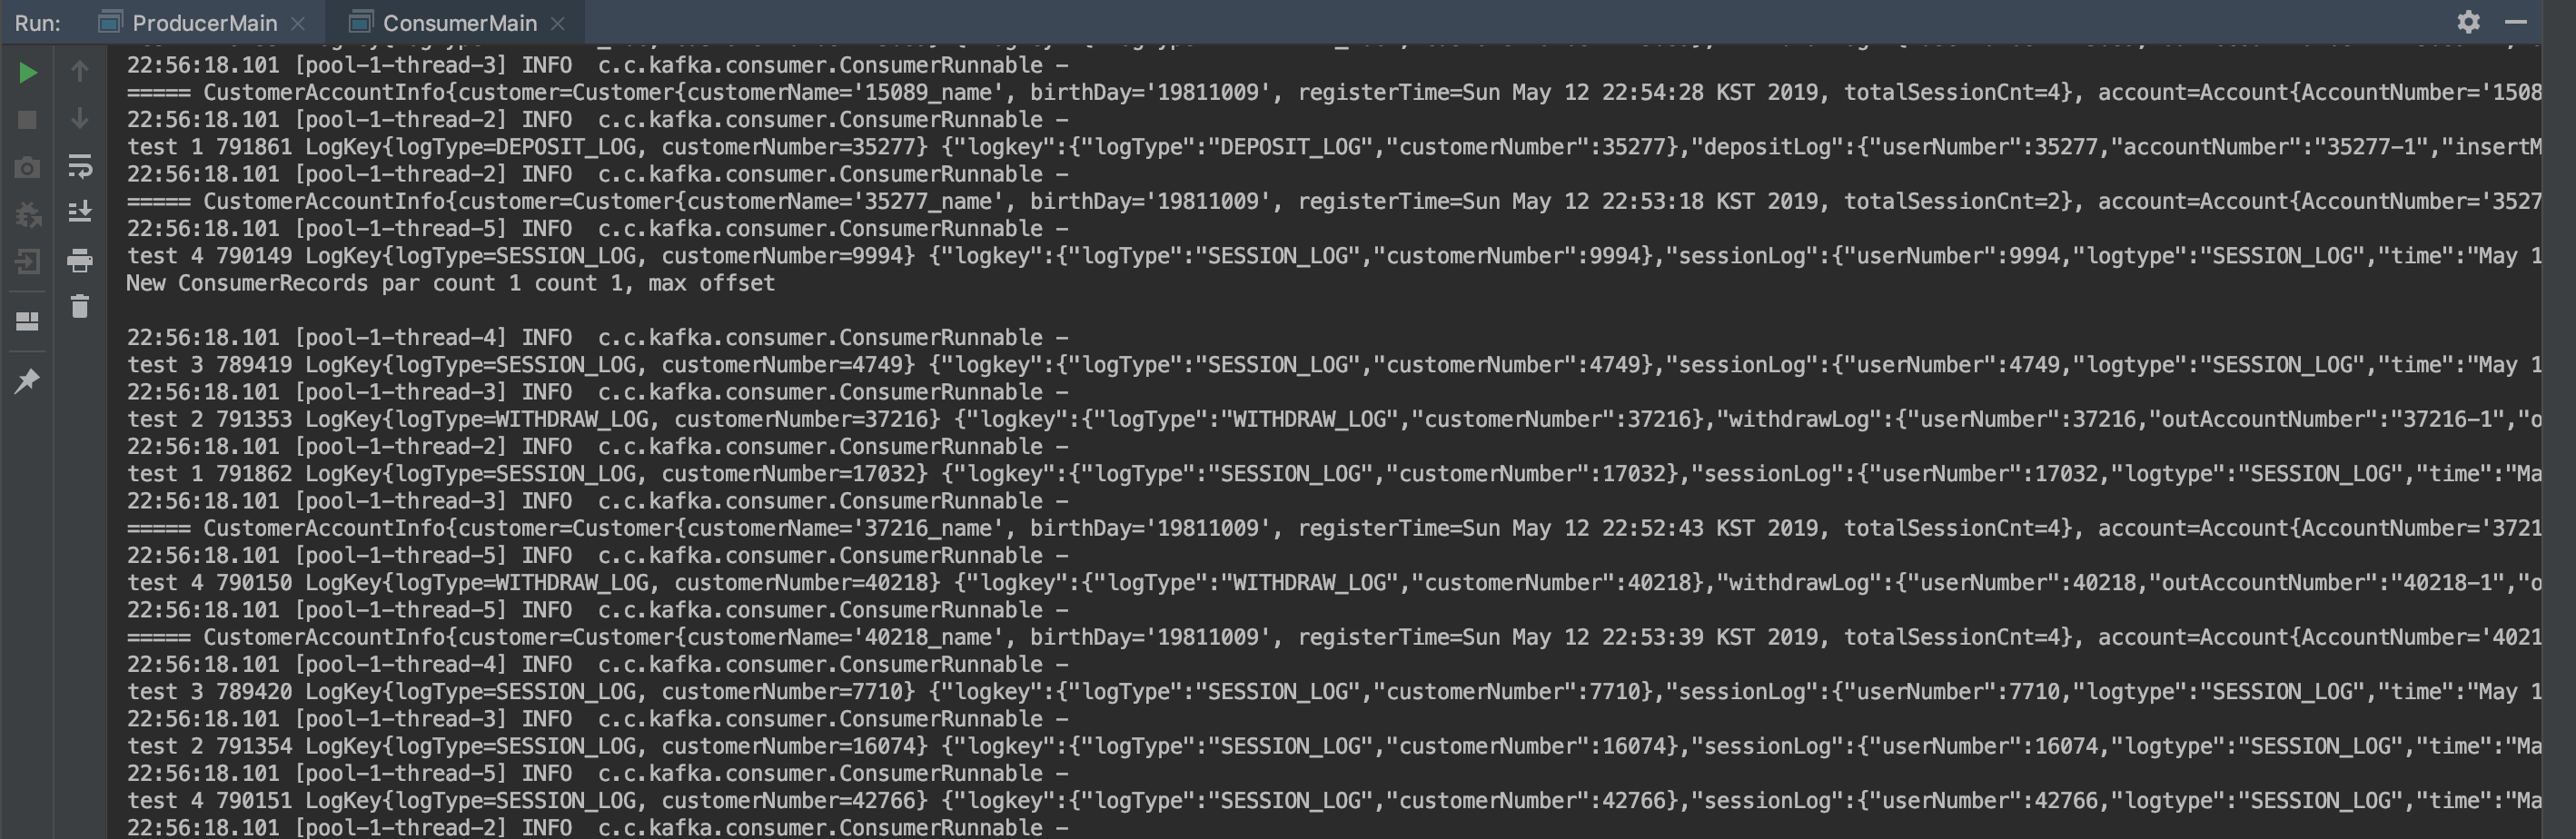 Run: ProducerMain ConsumerMain
22:56:18.101 [pool-1-thread-3] INFO  c.c.kafka.consumer.ConsumerRunnable -
===== CustomerAccountInfo{customer=Customer{customerName='15089_name', birthDay='19811009', registerTime=Sun May 12 22:54:28 KST 2019, totalSessionCnt=4}, account=Account{AccountNumber='1508
22:56:18.101 [pool-1-thread-2] INFO  c.c.kafka.consumer.ConsumerRunnable -
test 1 791861 LogKey{logType=DEPOSIT_LOG, customerNumber=35277} {"logkey":{"logType":"DEPOSIT_LOG","customerNumber":35277},"depositLog":{"userNumber":35277,"accountNumber":"35277-1","insertM
22:56:18.101 [pool-1-thread-2] INFO  c.c.kafka.consumer.ConsumerRunnable -
===== CustomerAccountInfo{customer=Customer{customerName='35277_name', birthDay='19811009', registerTime=Sun May 12 22:53:18 KST 2019, totalSessionCnt=2}, account=Account{AccountNumber='3527
22:56:18.101 [pool-1-thread-5] INFO  c.c.kafka.consumer.ConsumerRunnable -
test 4 790149 LogKey{logType=SESSION_LOG, customerNumber=9994} {"logkey":{"logType":"SESSION_LOG","customerNumber":9994},"sessionLog":{"userNumber":9994,"logtype":"SESSION_LOG","time":"May 1
New ConsumerRecords par count 1 count 1, max offset
22:56:18.101 [pool-1-thread-4] INFO  c.c.kafka.consumer.ConsumerRunnable -
test 3 789419 LogKey{logType=SESSION_LOG, customerNumber=4749} {"logkey":{"logType":"SESSION_LOG","customerNumber":4749},"sessionLog":{"userNumber":4749,"logtype":"SESSION_LOG","time":"May 1
22:56:18.101 [pool-1-thread-3] INFO  c.c.kafka.consumer.ConsumerRunnable -
test 2 791353 LogKey{logType=WITHDRAW_LOG, customerNumber=37216} {"logkey":{"logType":"WITHDRAW_LOG","customerNumber":37216},"withdrawLog":{"userNumber":37216,"outAccountNumber":"37216-1","o
22:56:18.101 [pool-1-thread-2] INFO  c.c.kafka.consumer.ConsumerRunnable -
test 1 791862 LogKey{logType=SESSION_LOG, customerNumber=17032} {"logkey":{"logType":"SESSION_LOG","customerNumber":17032},"sessionLog":{"userNumber":17032,"logtype":"SESSION_LOG","time":"Ma
22:56:18.101 [pool-1-thread-3] INFO  c.c.kafka.consumer.ConsumerRunnable -
===== CustomerAccountInfo{customer=Customer{customerName='37216_name', birthDay='19811009', registerTime=Sun May 12 22:52:43 KST 2019, totalSessionCnt=4}, account=Account{AccountNumber='3721
22:56:18.101 [pool-1-thread-5] INFO  c.c.kafka.consumer.ConsumerRunnable -
test 4 790150 LogKey{logType=WITHDRAW_LOG, customerNumber=40218} {"logkey":{"logType":"WITHDRAW_LOG","customerNumber":40218},"withdrawLog":{"userNumber":40218,"outAccountNumber":"40218-1","o
22:56:18.101 [pool-1-thread-5] INFO  c.c.kafka.consumer.ConsumerRunnable -
===== CustomerAccountInfo{customer=Customer{customerName='40218_name', birthDay='19811009', registerTime=Sun May 12 22:53:39 KST 2019, totalSessionCnt=4}, account=Account{AccountNumber='4021
22:56:18.101 [pool-1-thread-4] INFO  c.c.kafka.consumer.ConsumerRunnable -
test 3 789420 LogKey{logType=SESSION_LOG, customerNumber=7710} {"logkey":{"logType":"SESSION_LOG","customerNumber":7710},"sessionLog":{"userNumber":7710,"logtype":"SESSION_LOG","time":"May 1
22:56:18.101 [pool-1-thread-3] INFO  c.c.kafka.consumer.ConsumerRunnable -
test 2 791354 LogKey{logType=SESSION_LOG, customerNumber=16074} {"logkey":{"logType":"SESSION_LOG","customerNumber":16074},"sessionLog":{"userNumber":16074,"logtype":"SESSION_LOG","time":"Ma
22:56:18.101 [pool-1-thread-5] INFO  c.c.kafka.consumer.ConsumerRunnable -
test 4 790151 LogKey{logType=SESSION_LOG, customerNumber=42766} {"logkey":{"logType":"SESSION_LOG","customerNumber":42766},"sessionLog":{"userNumber":42766,"logtype":"SESSION_LOG","time":"Ma
22:56:18.101 [pool-1-thread-2] INFO  c.c.kafka.consumer.ConsumerRunnable -